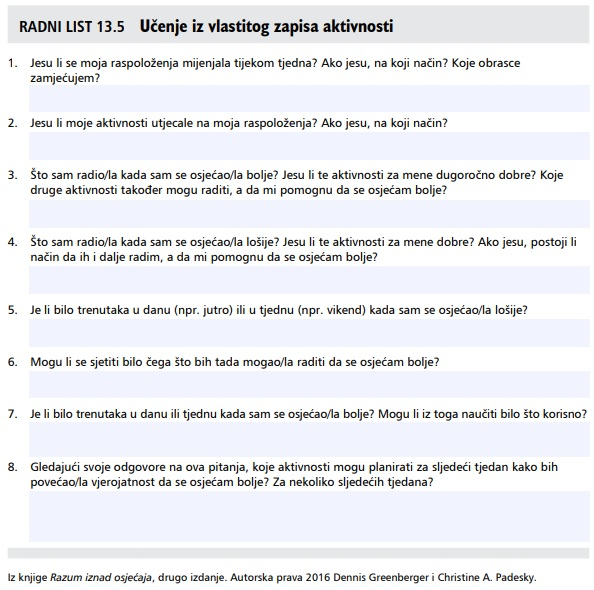 RADNI LIST 13.5 Učenje iz vlastitog zapisa aktivnosti
1. Jesu li se moja raspoloženja mijenjala tijekom tjedna? Ako jesu, na koji način? Koje obrasce
zamjećujem?
2. Jesu li moje aktivnosti utjecale na moja raspoloženja? Ako jesu, na koji način?
3. Što sam radio/la kada sam se osjećao/la bolje? Jesu li te aktivnosti za mene dugoročno dobre? Koje
druge aktivnosti također mogu raditi, a da mi pomognu da se osjećam bolje?
4. Što sam radio/la kada sam se osjećao/la lošije? Jesu li te aktivnosti za mene dobre? Ako jesu, postoji li
način da ih i dalje radim, a da mi pomognu da se osjećam bolje?
5. Je li bilo trenutaka u danu (npr. jutro) ili u tjednu (npr. vikend) kada sam se osjećao/la lošije?
6. Mogu li se sjetiti bilo čega što bih tada mogao/la raditi da se osjećam bolje?
7. Je li bilo trenutaka u danu ili tjednu kada sam se osjećao/la bolje? Mogu li iz toga naučiti bilo što korisno?
8. Gledajući svoje odgovore na ova pitanja, koje aktivnosti mogu planirati za sljedeći tjedan kako bih
povećao/la vjerojatnost da se osjećam bolje? Za nekoliko sljedećih tjedana?
Iz knjige Razum iznad osjećaja, drugo izdanje. Autorska prava 2016 Dennis Greenberger i Christine A. Padesky.